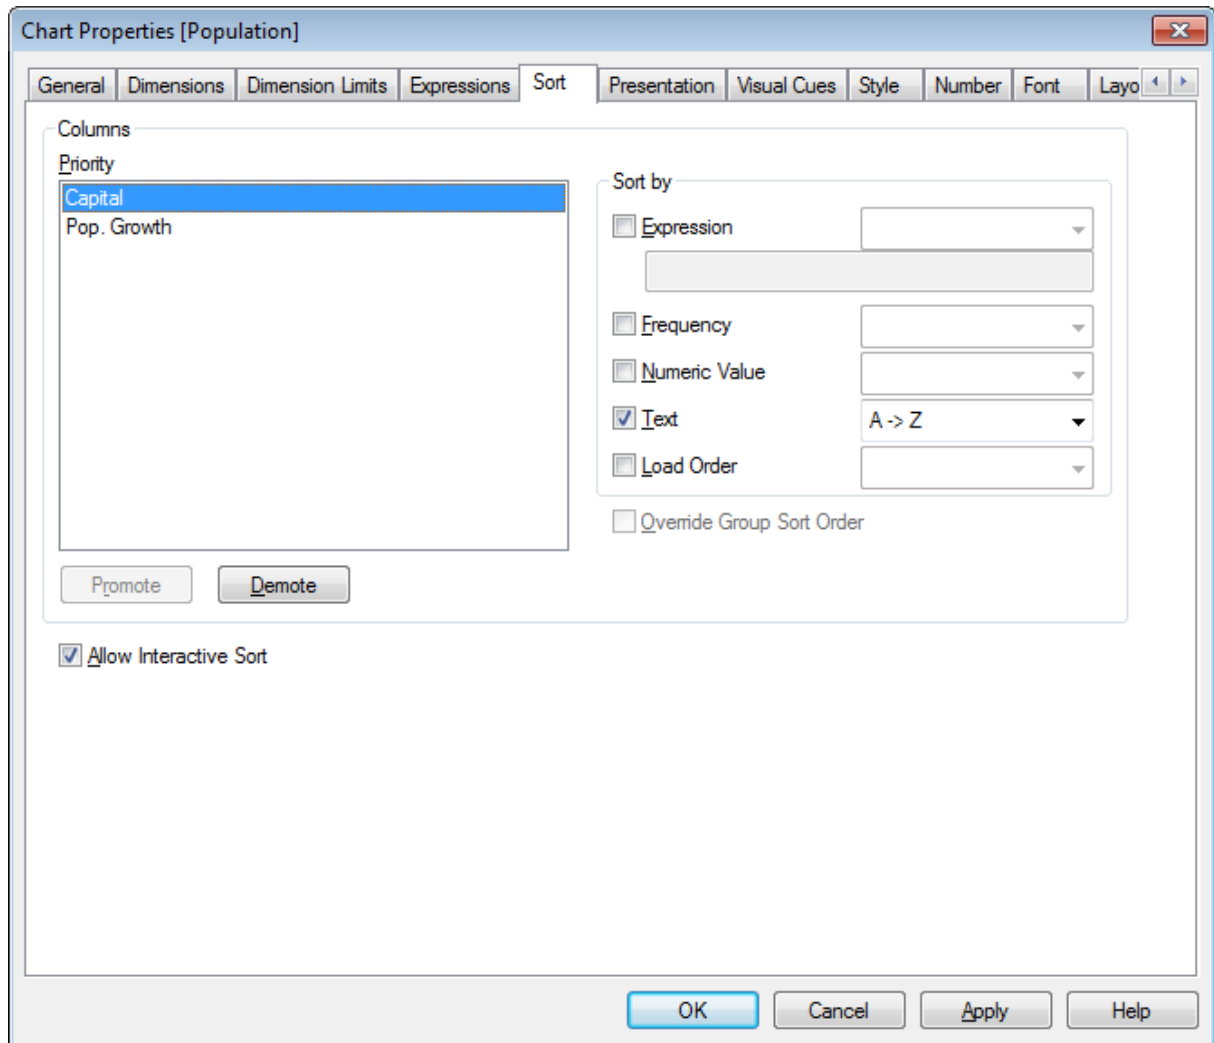 Chart Properties [Population]
General Dimensions Dimension Limits Expressions Sort Presentation Visual Cues Style Number Font Layo
Columns
Priority
Capital
Pop. Growth
Sort by
Expression
Frequency
Numeric Value
Text A -> Z
Load Order
Override Group Sort Order
Promote Demote
Allow Interactive Sort
OK Cancel Apply Help